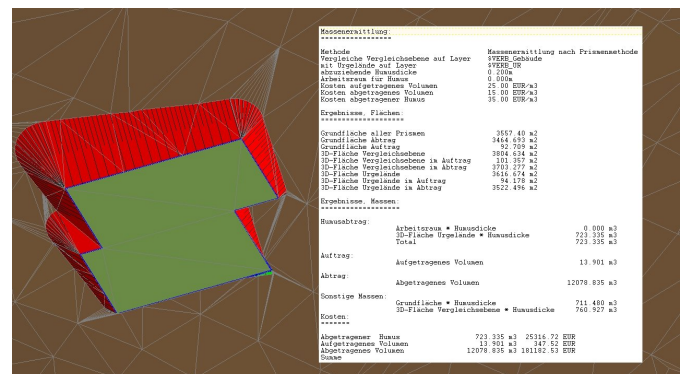 Massenermittlung:
=================
Methode Massenermittlung nach Prismenmethode
Vergleiche Vergleichsebene auf Layer $VERB_Gebäude
mit Urgelände auf Layer $VERB_UR
abzuziehende Humusdicke 0.200m
Arbeitsraum für Humus 0.000m
Kosten aufgetragenes Volumen 25.00 EUR/m3
Kosten abgetragenes Volumen 15.00 EUR/m3
Kosten abgetragener Humus 35.00 EUR/m3
Ergebnisse, Flächen:
====================
Grundfläche aller Prismen 3557.40 m2
Grundfläche Abtrag 3464.693 m2
Grundfläche Auftrag 92.709 m2
3D-Fläche Vergleichsebene 3804.634 m2
3D-Fläche Vergleichsebene im Auftrag 101.357 m2
3D-Fläche Vergleichsebene im Abtrag 3703.277 m2
3D-Fläche Urgelände 3616.674 m2
3D-Fläche Urgelände im Auftrag 94.178 m2
3D-Fläche Urgelände im Abtrag 3522.496 m2
Ergebnisse, Massen:
===================
Humusabtrag:
Arbeitsraum * Humusdicke 0.000 m3
3D-Fläche Urgelände * Humusdicke 723.335 m3
Total 723.335 m3
Auftrag:
Aufgetragenes Volumen 13.901 m3
Abtrag:
Abgetragenes Volumen 12078.835 m3
Sonstige Massen:
Grundfläche * Humusdicke 711.480 m3
3D-Fläche Vergleichsebene * Humusdicke 760.927 m3
Kosten:
=======
Abgetragener Humus 723.335 m3 25316.72 EUR
Aufgetragenes Volumen 13.901 m3 347.52 EUR
Abgetragenes Volumen 12078.835 m3 181182.53 EUR
Summe